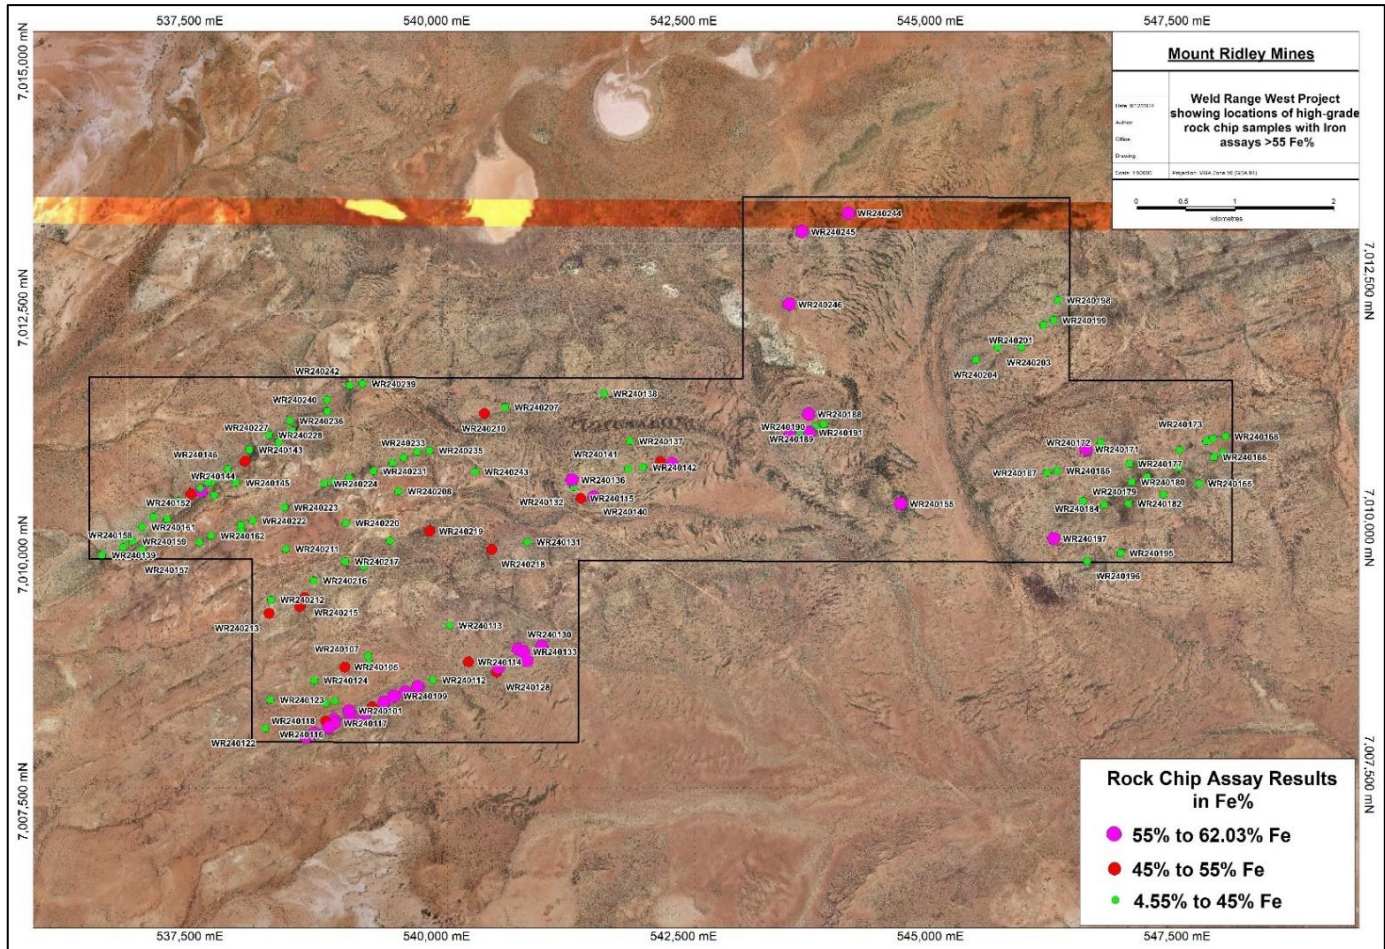 537,500 mE
540,000 mE
542,500 mE
545,000 mE
547,500 mE
7,015,000 mN
Mount Ridley Mines
Weld Range West Project
showing locations of high-grade
rock chip samples with Iron
assays >55 Fe%
Author:
Office:
Drawing:
0 0.5 1 2
kilometres
WR240244
WR240245
7,012,500 mN
7,012,500 mN
WR240246
WR240198
WR240199
WR240201
WR240203
WR240204
WR240242
WR240239
WR240240
WR240207
WR240138
WR240210
WR240188
WR240236
WR240227
WR240228
WR240190
WR240191
WR240189
WR240173
WR240168
WR240137
WR240172
WR240171
WR240233
WR240235
WR240143
WR240146
WR240141
WR240142
WR240166
WR240177
WR240144
WR240145
WR240231
WR240243
WR240167
WR240185
WR240224
WR240136
WR240180
WR240165
WR240208
WR240179
WR240152
WR240132
WR240115
WR240155
WR240184
WR240182
WR240223
WR240140
WR240161
WR240222
WR240220
WR240219
WR240158
WR240159
WR240162
WR240131
WR240197
WR240139
WR240211
WR240218
WR240195
WR240157
WR240217
WR240196
7,010,000 mN
7,010,000 mN
WR240216
WR240212
WR240213
WR240215
WR240113
WR240130
WR240107
WR240133
WR240105
WR240114
WR240124
WR240112
WR240128
WR240123
WR240109
WR240101
WR240118
WR240117
WR240116
WR240122
7,007,500 mN
7,007,500 mN
Rock Chip Assay Results
in Fe%
55% to 62.03% Fe
45% to 55% Fe
4.55% to 45% Fe
537,500 mE
540,000 mE
542,500 mE
545,000 mE
547,500 mE